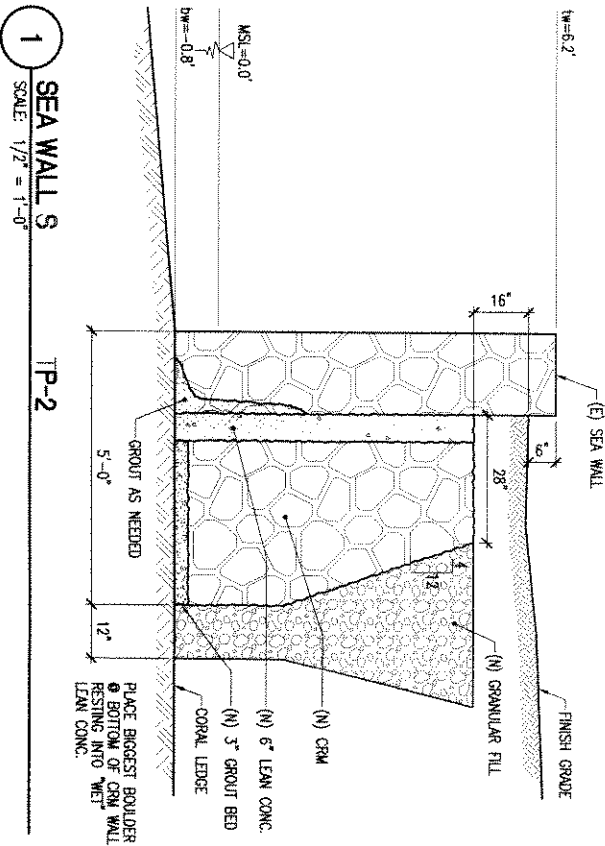 tw=6.2'
MSL=0.0'
bw=-0.8'
(E) SEA WALL
16"
6"
28"
4
12
FINISH GRADE
(N) GRANULAR FILL
(N) CRM
(N) 6" LEAN CONC.
(N) 3" GROUT BED
CORAL LEDGE
GROUT AS NEEDED
5'-0"
12"
PLACE BIGGEST BOULDER
@ BOTTOM OF CRM WALL
RESTING INTO "WET"
LEAN CONC.
1
SEA WALL S
TP-2
SCALE: 1/2" = 1'-0"